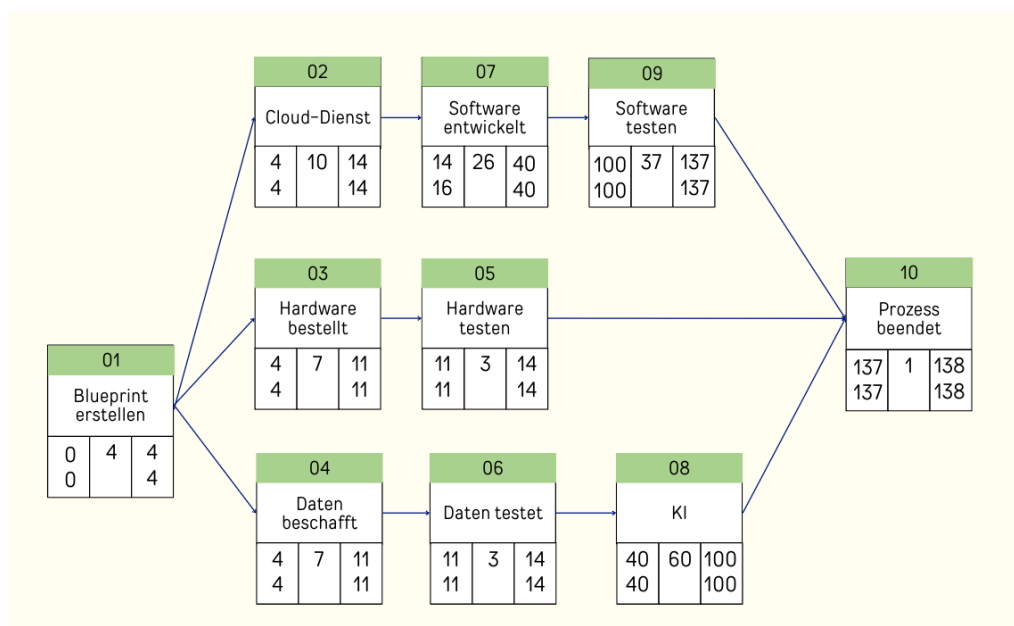 02
Cloud-Dienst
4 10 14
4 14
07
Software
entwickelt
14 26 40
16 40
09
Software
testen
100 37 137
100 137
03
Hardware
bestellt
4 7 11
4 11
05
Hardware
testen
11 3 14
11 14
10
Prozess
beendet
137 1 138
137 138
01
Blueprint
erstellen
0 4 4
0 4
04
Daten
beschafft
4 7 11
4 11
06
Daten testet
11 3 14
11 14
08
KI
40 60 100
40 100